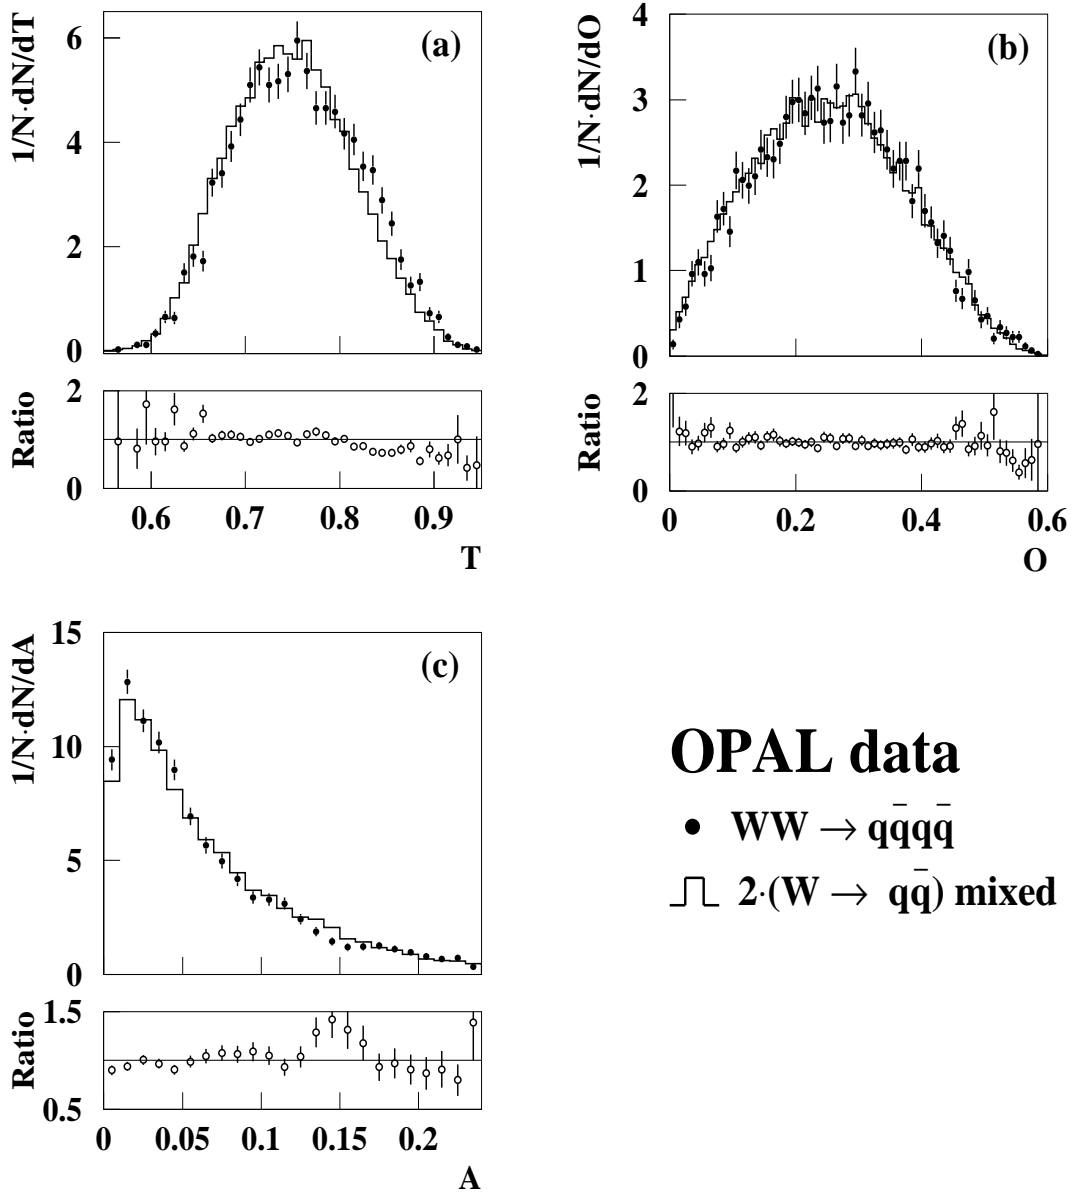 1/N·dN/dT
6
4
2
0
(a)
Ratio
2
0
0.6 0.7 0.8 0.9
T
1/N·dN/dO
4
3
2
1
0
(b)
Ratio
2
0
0 0.2 0.4 0.6
O
1/N·dN/dA
15
10
5
0
(c)
Ratio
1.5
0.5
0 0.05 0.1 0.15 0.2
A
OPAL data
WW → qq̄qq̄
2·(W → qq̄) mixed